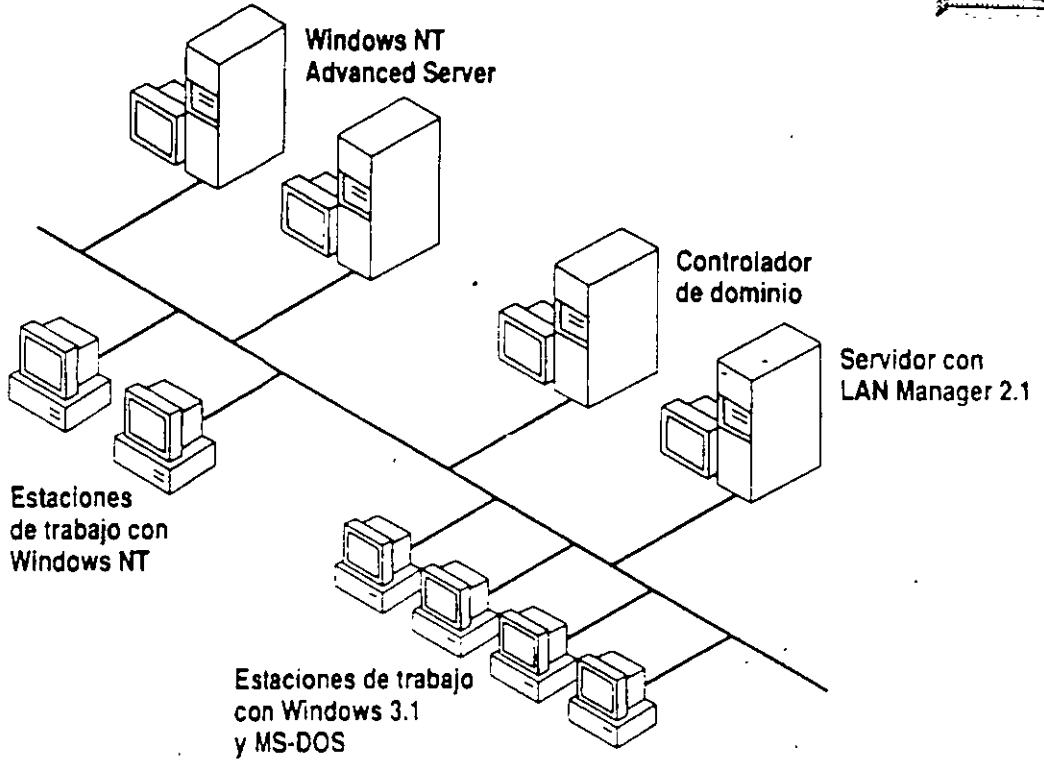 Windows NT
Advanced Server
Controlador
de dominio
Servidor con
LAN Manager 2.1
Estaciones
de trabajo con
Windows NT
Estaciones de trabajo
con Windows 3.1
y MS-DOS